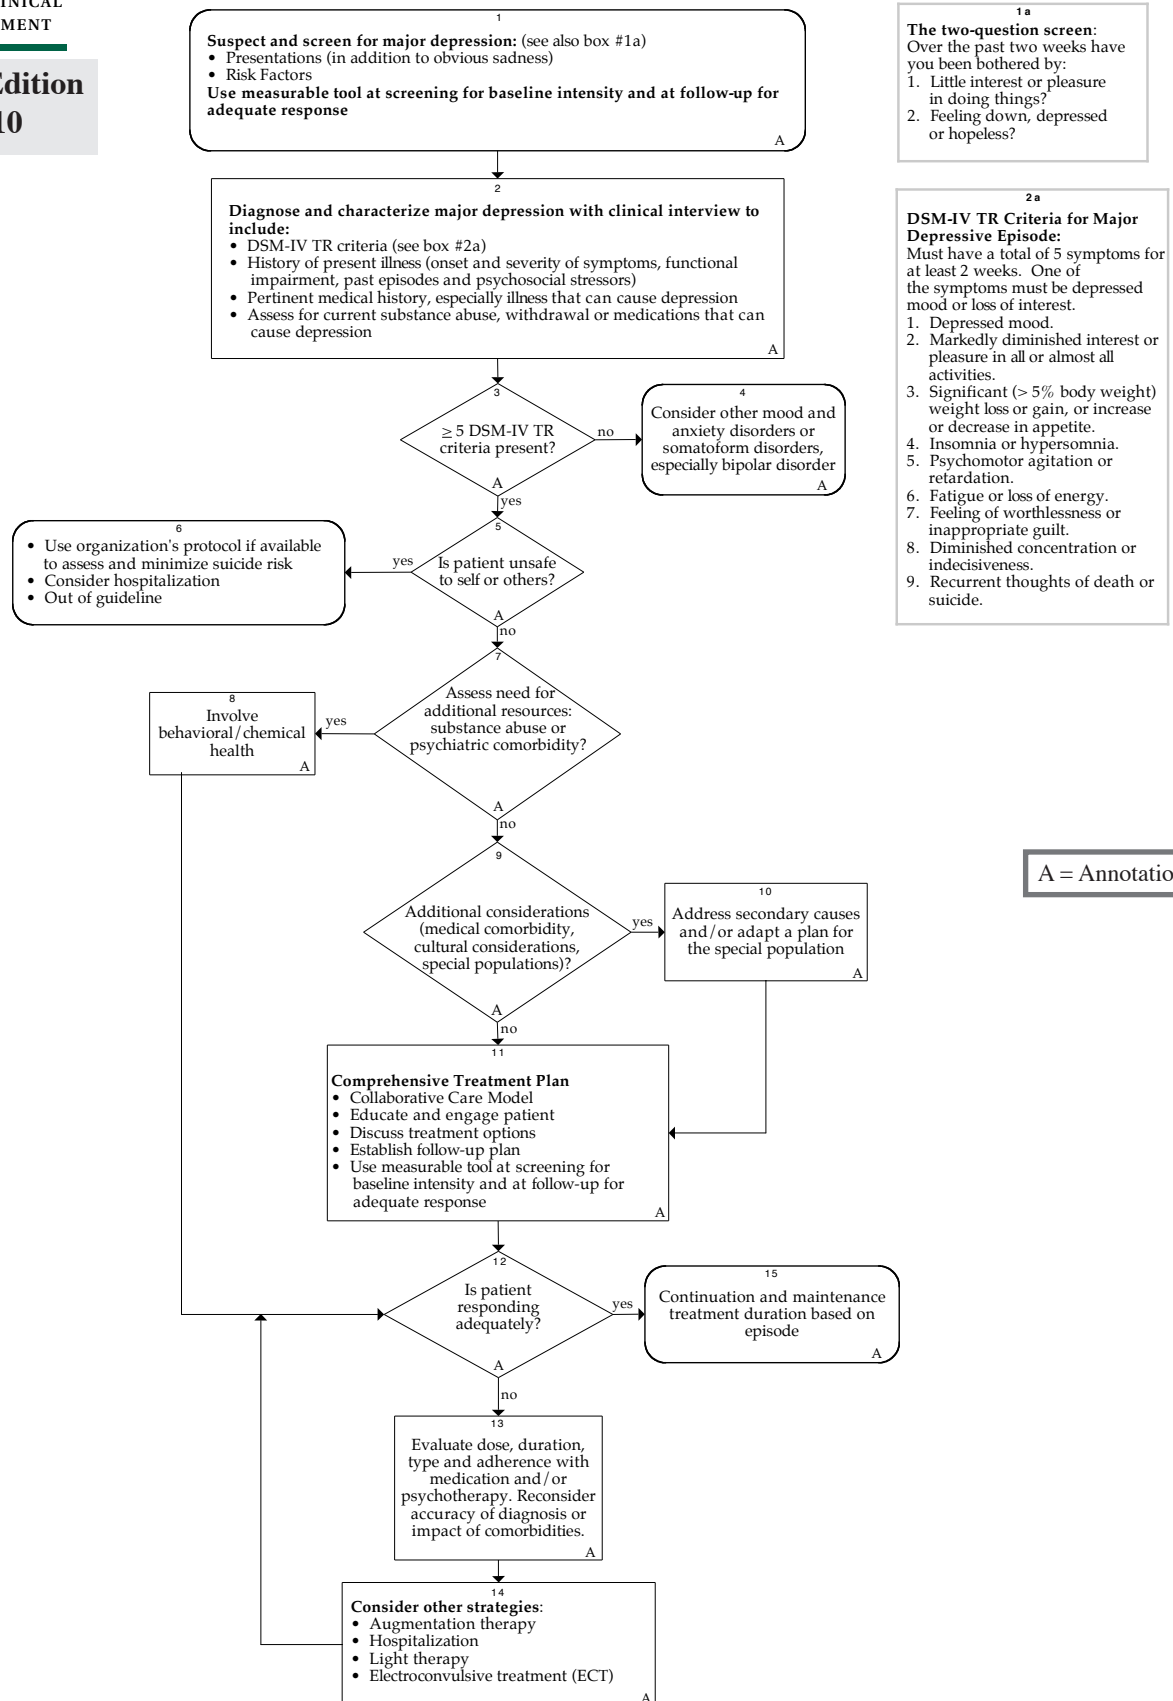 INICAL
MENT
Edition
10
1
Suspect and screen for major depression: (see also box #1a)
• Presentations (in addition to obvious sadness)
• Risk Factors
Use measurable tool at screening for baseline intensity and at follow-up for
adequate response
A
1a
The two-question screen:
Over the past two weeks have
you been bothered by:
1. Little interest or pleasure
in doing things?
2. Feeling down, depressed
or hopeless?
2
Diagnose and characterize major depression with clinical interview to
include:
• DSM-IV TR criteria (see box #2a)
• History of present illness (onset and severity of symptoms, functional
impairment, past episodes and psychosocial stressors)
• Pertinent medical history, especially illness that can cause depression
• Assess for current substance abuse, withdrawal or medications that can
cause depression
A
2a
DSM-IV TR Criteria for Major
Depressive Episode:
Must have a total of 5 symptoms for
at least 2 weeks. One of
the symptoms must be depressed
mood or loss of interest.
1. Depressed mood.
2. Markedly diminished interest or
pleasure in all or almost all
activities.
3. Significant (> 5% body weight)
weight loss or gain, or increase
or decrease in appetite.
4. Insomnia or hypersomnia.
5. Psychomotor agitation or
retardation.
6. Fatigue or loss of energy.
7. Feeling of worthlessness or
inappropriate guilt.
8. Diminished concentration or
indecisiveness.
9. Recurrent thoughts of death or
suicide.
3
≥ 5 DSM-IV TR
criteria present?
A
no
yes
4
Consider other mood and
anxiety disorders or
somatoform disorders,
especially bipolar disorder
A
5
Is patient unsafe
to self or others?
A
yes
no
6
• Use organization's protocol if available
to assess and minimize suicide risk
• Consider hospitalization
• Out of guideline
7
Assess need for
additional resources:
substance abuse or
psychiatric comorbidity?
A
yes
no
8
Involve
behavioral/chemical
health
A
9
Additional considerations
(medical comorbidity,
cultural considerations,
special populations)?
A
yes
no
10
Address secondary causes
and/or adapt a plan for
the special population
A
A = Annotatio
11
Comprehensive Treatment Plan
• Collaborative Care Model
• Educate and engage patient
• Discuss treatment options
• Establish follow-up plan
• Use measurable tool at screening for
baseline intensity and at follow-up for
adequate response
A
12
Is patient
responding
adequately?
A
yes
no
15
Continuation and maintenance
treatment duration based on
episode
A
13
Evaluate dose, duration,
type and adherence with
medication and/or
psychotherapy. Reconsider
accuracy of diagnosis or
impact of comorbidities.
A
14
Consider other strategies:
• Augmentation therapy
• Hospitalization
• Light therapy
• Electroconvulsive treatment (ECT)
A